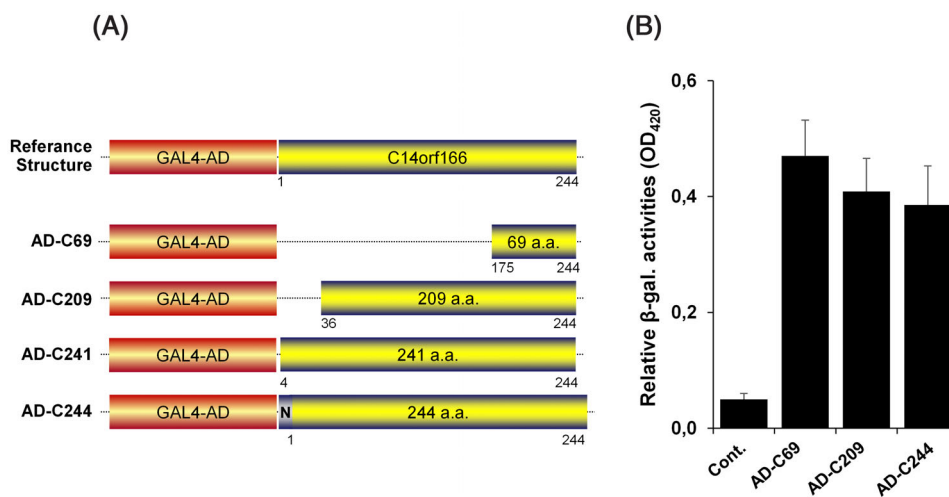 (A)
Referance
Structure
GAL4-AD
C14orf166
1
244
AD-C69
GAL4-AD
69 a.a.
175
244
AD-C209
GAL4-AD
209 a.a.
36
244
AD-C241
GAL4-AD
241 a.a.
4
244
AD-C244
GAL4-AD
N
244 a.a.
1
244
(B)
Relative β-gal. activities (OD420)
0,6
0,4
0,2
0,0
Cont.
AD-C69
AD-C209
AD-C244